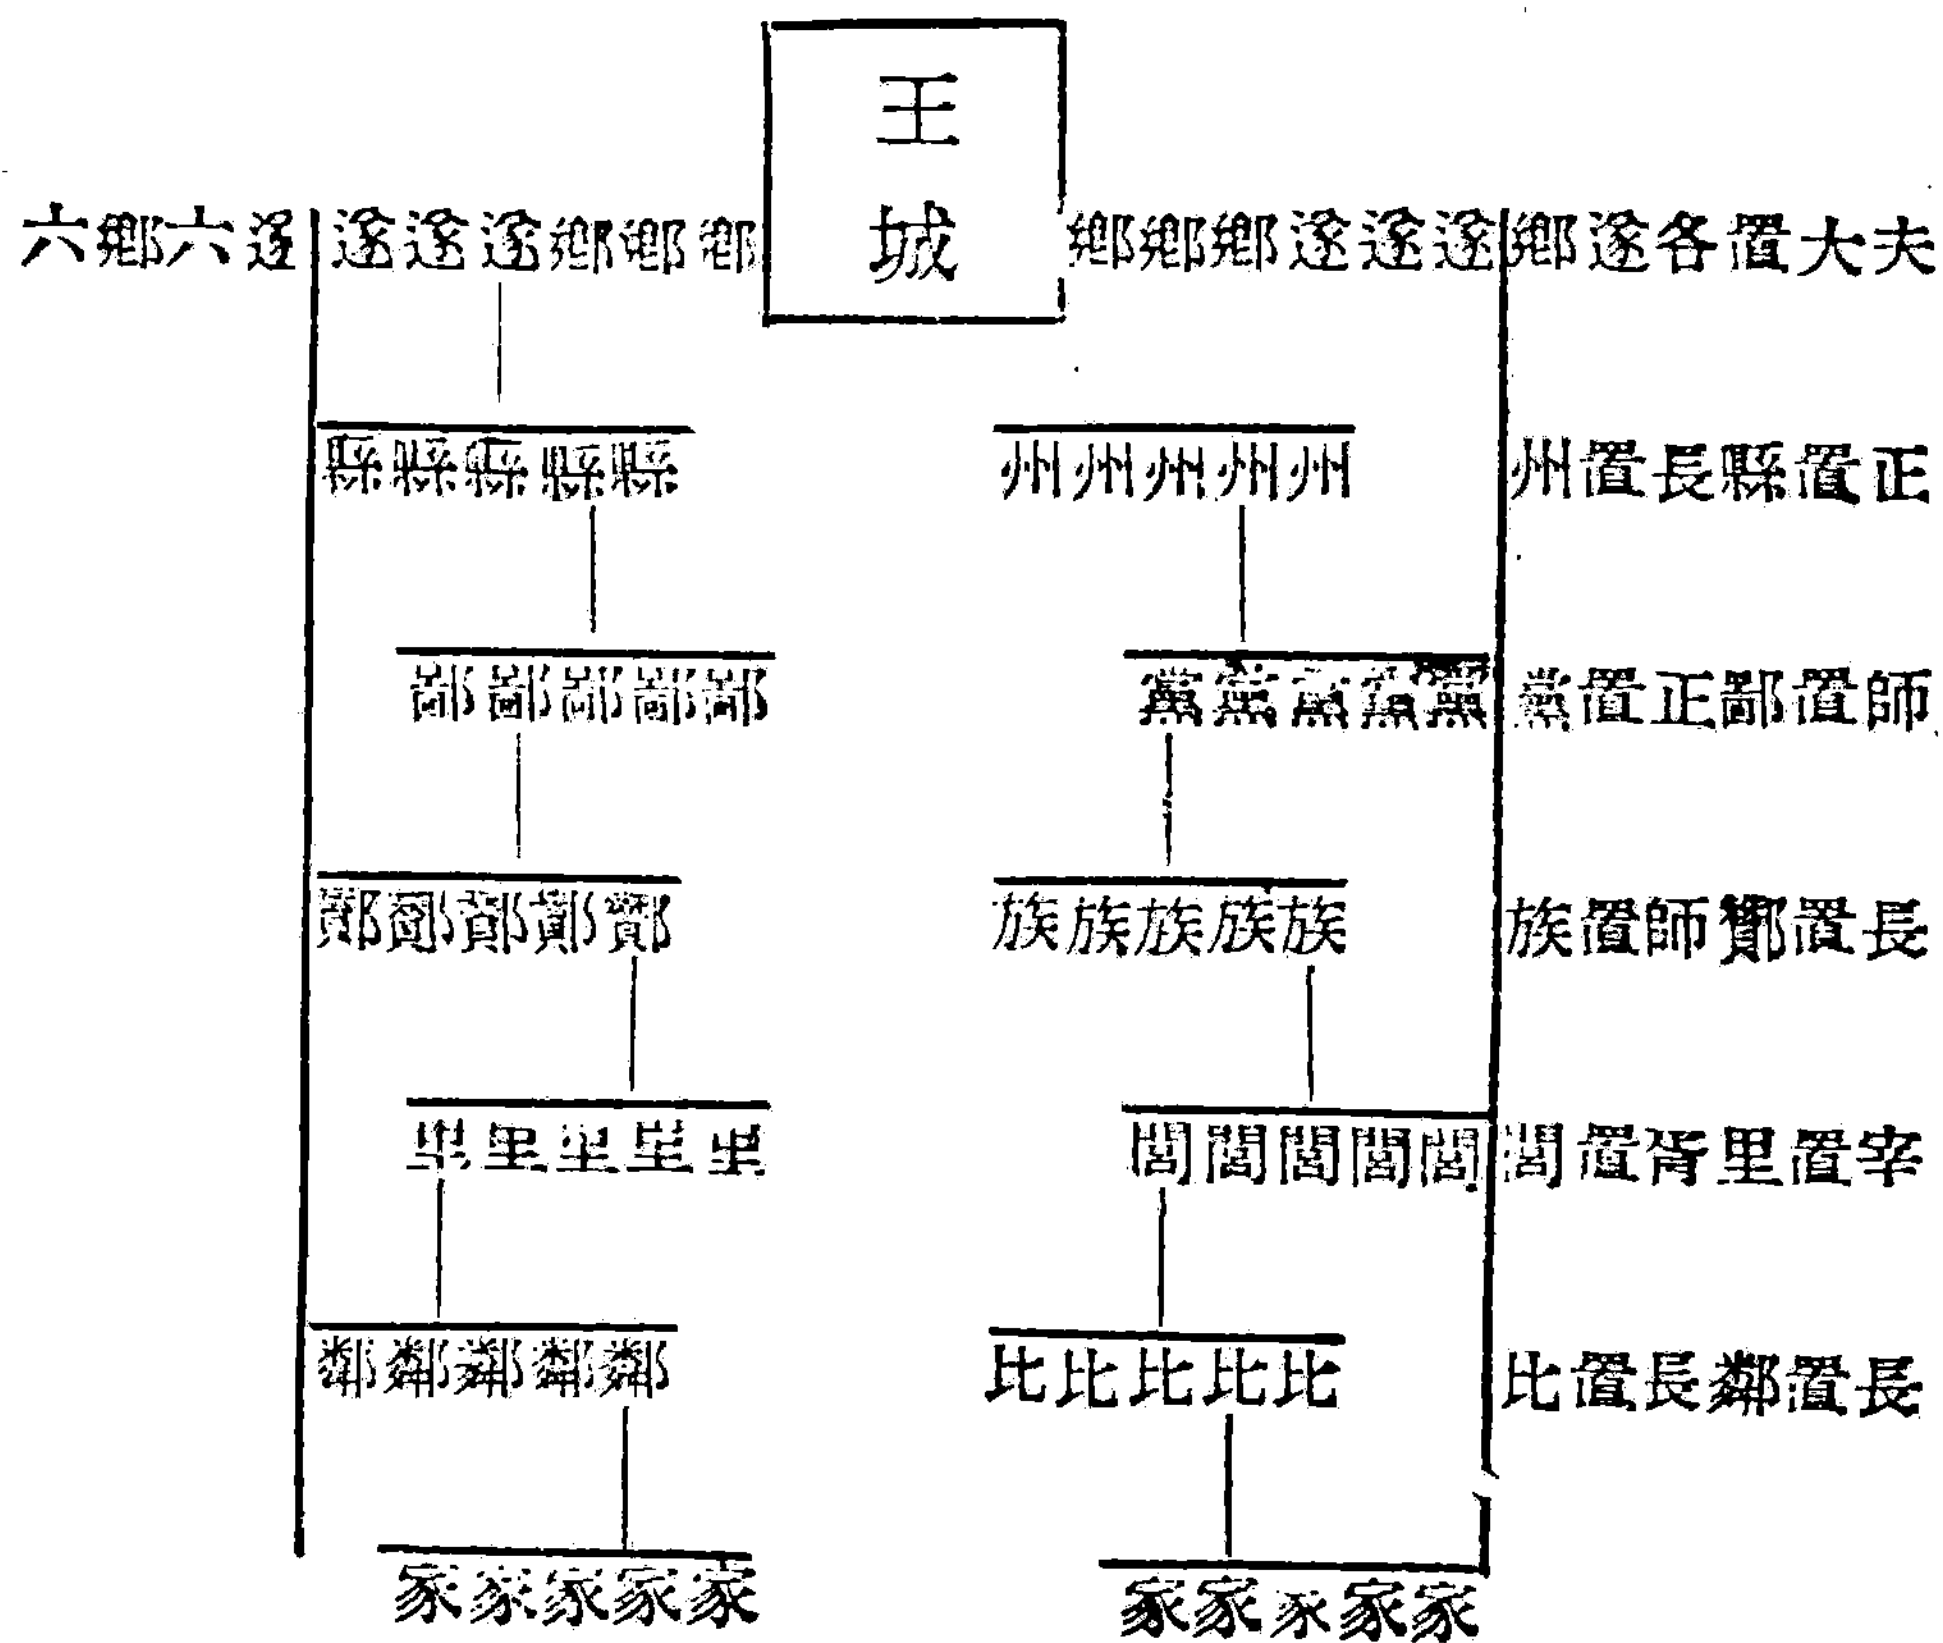 王城
六鄉六遂 遂遂遂鄉鄉鄉 鄉鄉鄉遂遂遂 鄉遂各置大夫
縣縣縣縣縣 州州州州州 州置長縣置正
鄙鄙鄙鄙鄙 黨黨黨黨黨 黨置正鄙置師
酇酇酇酇酇 族族族族族 族置師酇置長
里里里里里 閭閭閭閭閭 閭置胥里置宰
鄰鄰鄰鄰鄰 比比比比比 比置長鄰置長
家家家家家 家家家家家